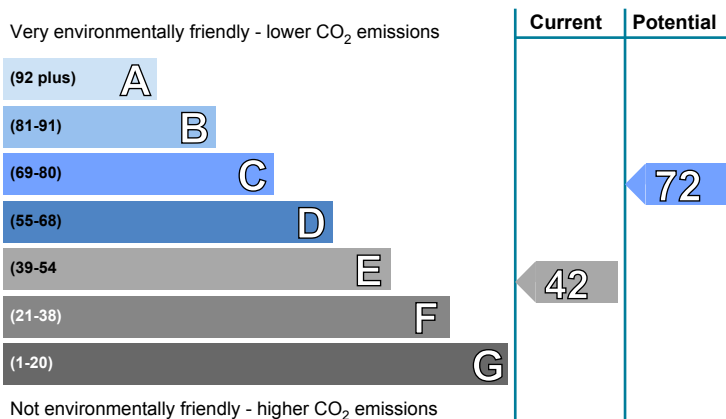 Current Potential
Very environmentally friendly - lower CO2 emissions
(92 plus) A
(81-91) B
(69-80) C
72
(55-68) D
(39-54 E
42
(21-38) F
(1-20) G
Not environmentally friendly - higher CO2 emissions